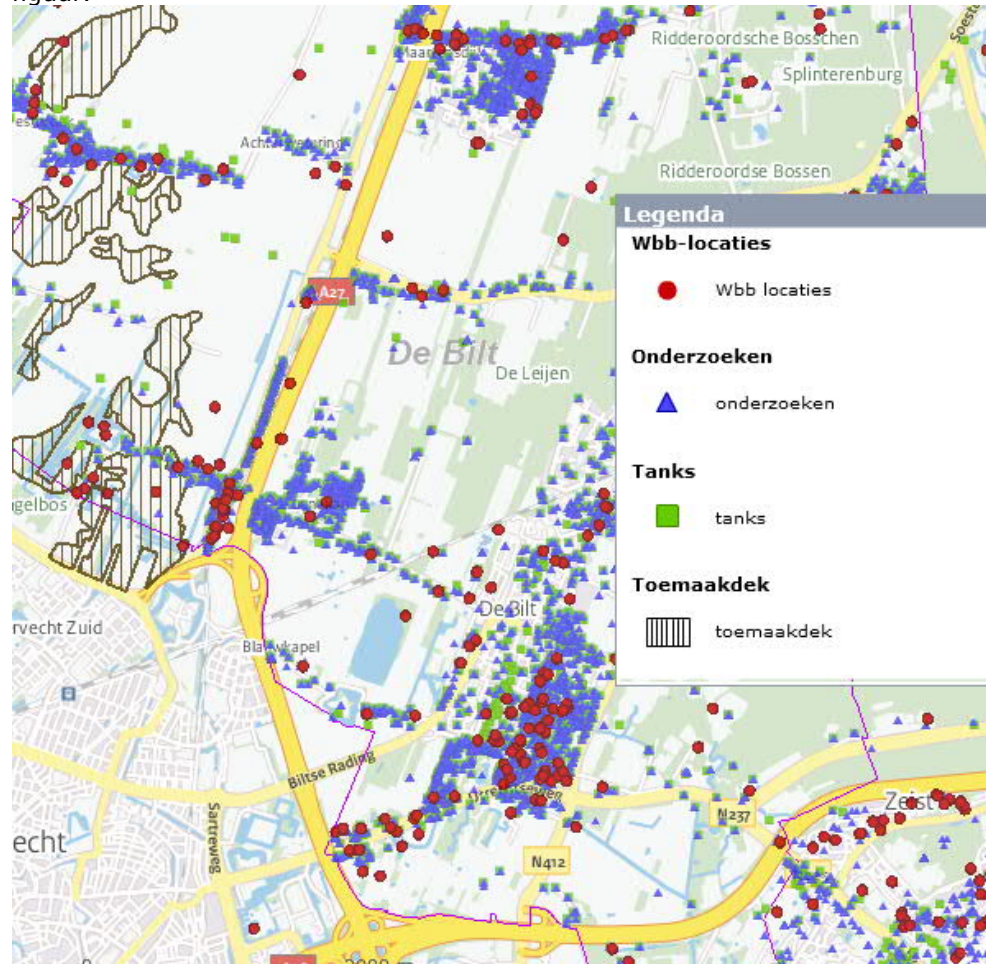 Ridderoordsche Bosschen
Soest
Splinterenburg
Ridderoordse Bossen
Legenda
Wbb-locaties
Wbb locaties
Onderzoeken
onderzoeken
Tanks
tanks
Toemaakdek
toemaakdek
A27
De Bilt
De Leijen
gelbos
De Bilt
rvecht Zuid
Biltse Rading
Sartreweg
echt
N237
Zeist
N412